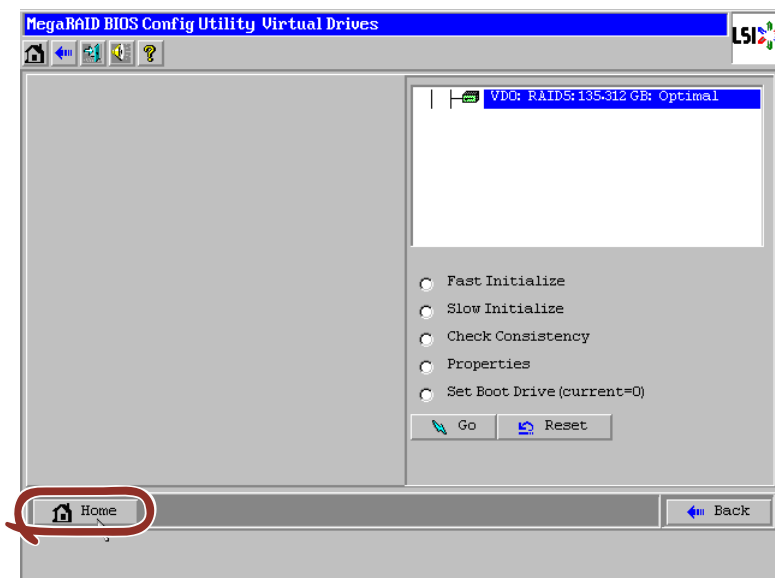 MegaRAID BIOS Config Utility Virtual Drives
LSI
VD0: RAID5: 135.312 GB: Optimal
Fast Initialize
Slow Initialize
Check Consistency
Properties
Set Boot Drive (current=0)
Go
Reset
Home
Back